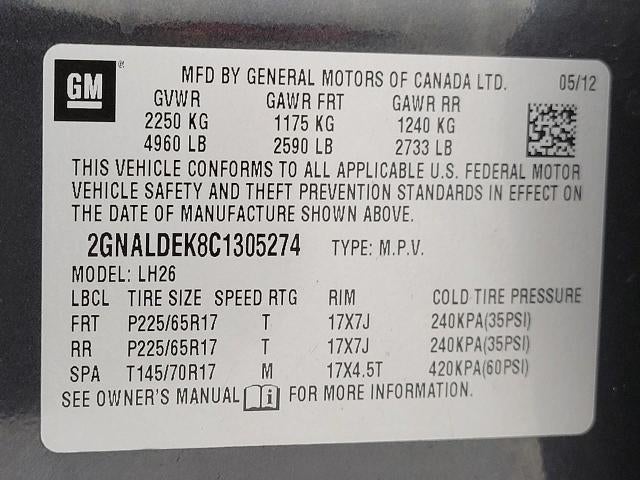 GM ®
MFD BY GENERAL MOTORS OF CANADA LTD. 05/12
GVWR GAWR FRT GAWR RR
2250 KG 1175 KG 1240 KG
4960 LB 2590 LB 2733 LB
THIS VEHICLE CONFORMS TO ALL APPLICABLE U.S. FEDERAL MOTOR
VEHICLE SAFETY AND THEFT PREVENTION STANDARDS IN EFFECT ON
THE DATE OF MANUFACTURE SHOWN ABOVE.
2GNALDEK8C1305274 TYPE: M.P.V.
MODEL: LH26
LBCL TIRE SIZE SPEED RTG RIM COLD TIRE PRESSURE
FRT P225/65R17 T 17X7J 240KPA(35PSI)
RR P225/65R17 T 17X7J 240KPA(35PSI)
SPA T145/70R17 M 17X4.5T 420KPA(60PSI)
SEE OWNER'S MANUAL i FOR MORE INFORMATION.